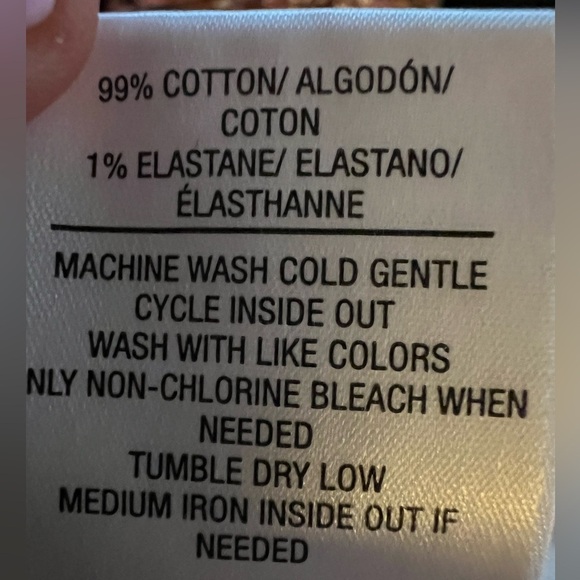 99% COTTON/ ALGODÓN/
COTON
1% ELASTANE/ ELASTANO/
ÉLASTHANNE
MACHINE WASH COLD GENTLE
CYCLE INSIDE OUT
WASH WITH LIKE COLORS
NLY NON-CHLORINE BLEACH WHEN
NEEDED
TUMBLE DRY LOW
MEDIUM IRON INSIDE OUT IF
NEEDED